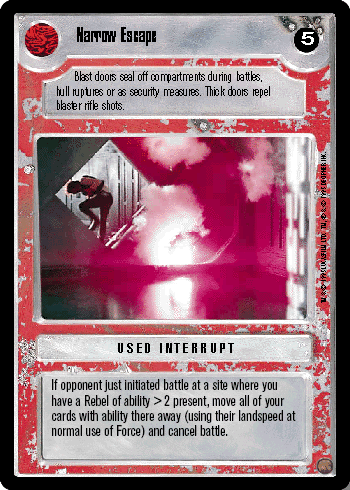 Narrow Escape
5
Blast doors seal off compartments during battles,
hull ruptures or as security measures. Thick doors repel
blaster rifle shots.
USED INTERRUPT
If opponent just initiated battle at a site where you
have a Rebel of ability > 2 present, move all of your
cards with ability there away (using their landspeed at
normal use of Force) and cancel battle.